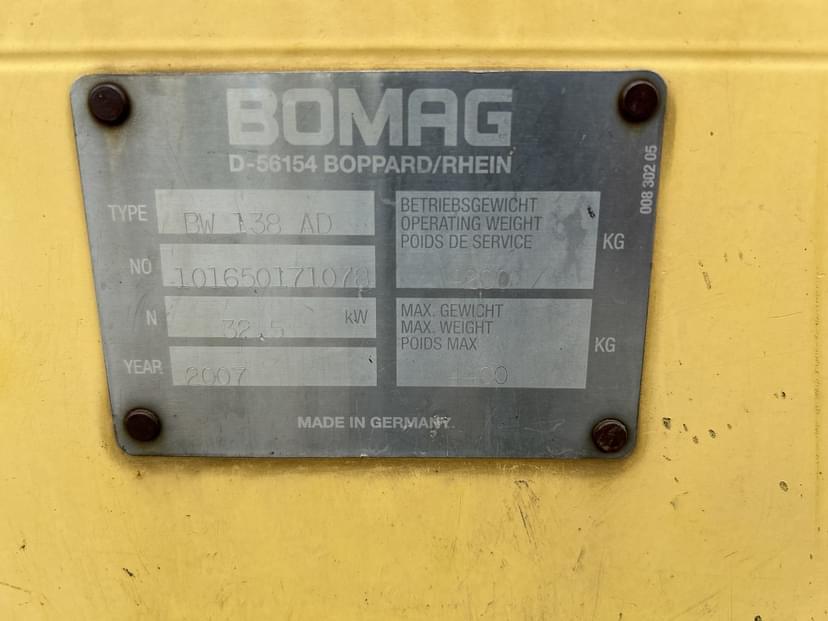 BOMAG
D-56154 BOPPARD/RHEIN
TYPE BW 138 AD
NO 101650171078
N 32.5 kW
YEAR 2007
BETRIEBSGEWICHT
OPERATING WEIGHT
POIDS DE SERVICE
KG
MAX. GEWICHT
MAX. WEIGHT
POIDS MAX
KG
MADE IN GERMANY
008 302 05